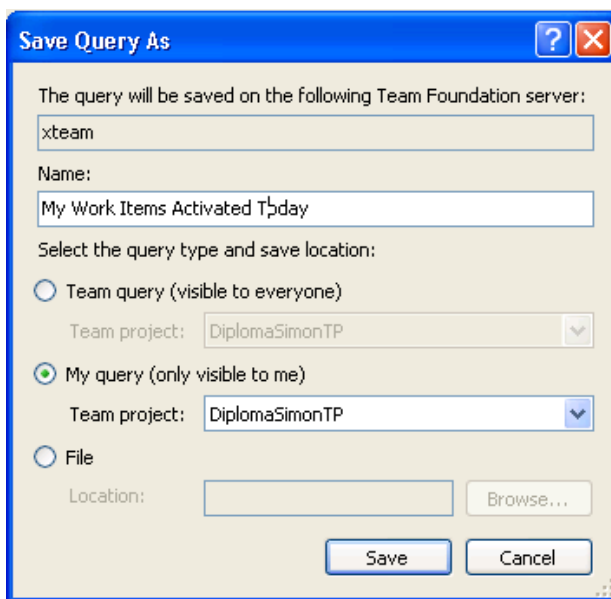 Save Query As
The query will be saved on the following Team Foundation server:
xteam
Name:
My Work Items Activated Today
Select the query type and save location:
Team query (visible to everyone)
Team project: DiplomaSimonTP
My query (only visible to me)
Team project: DiplomaSimonTP
File
Location: Browse...
Save Cancel